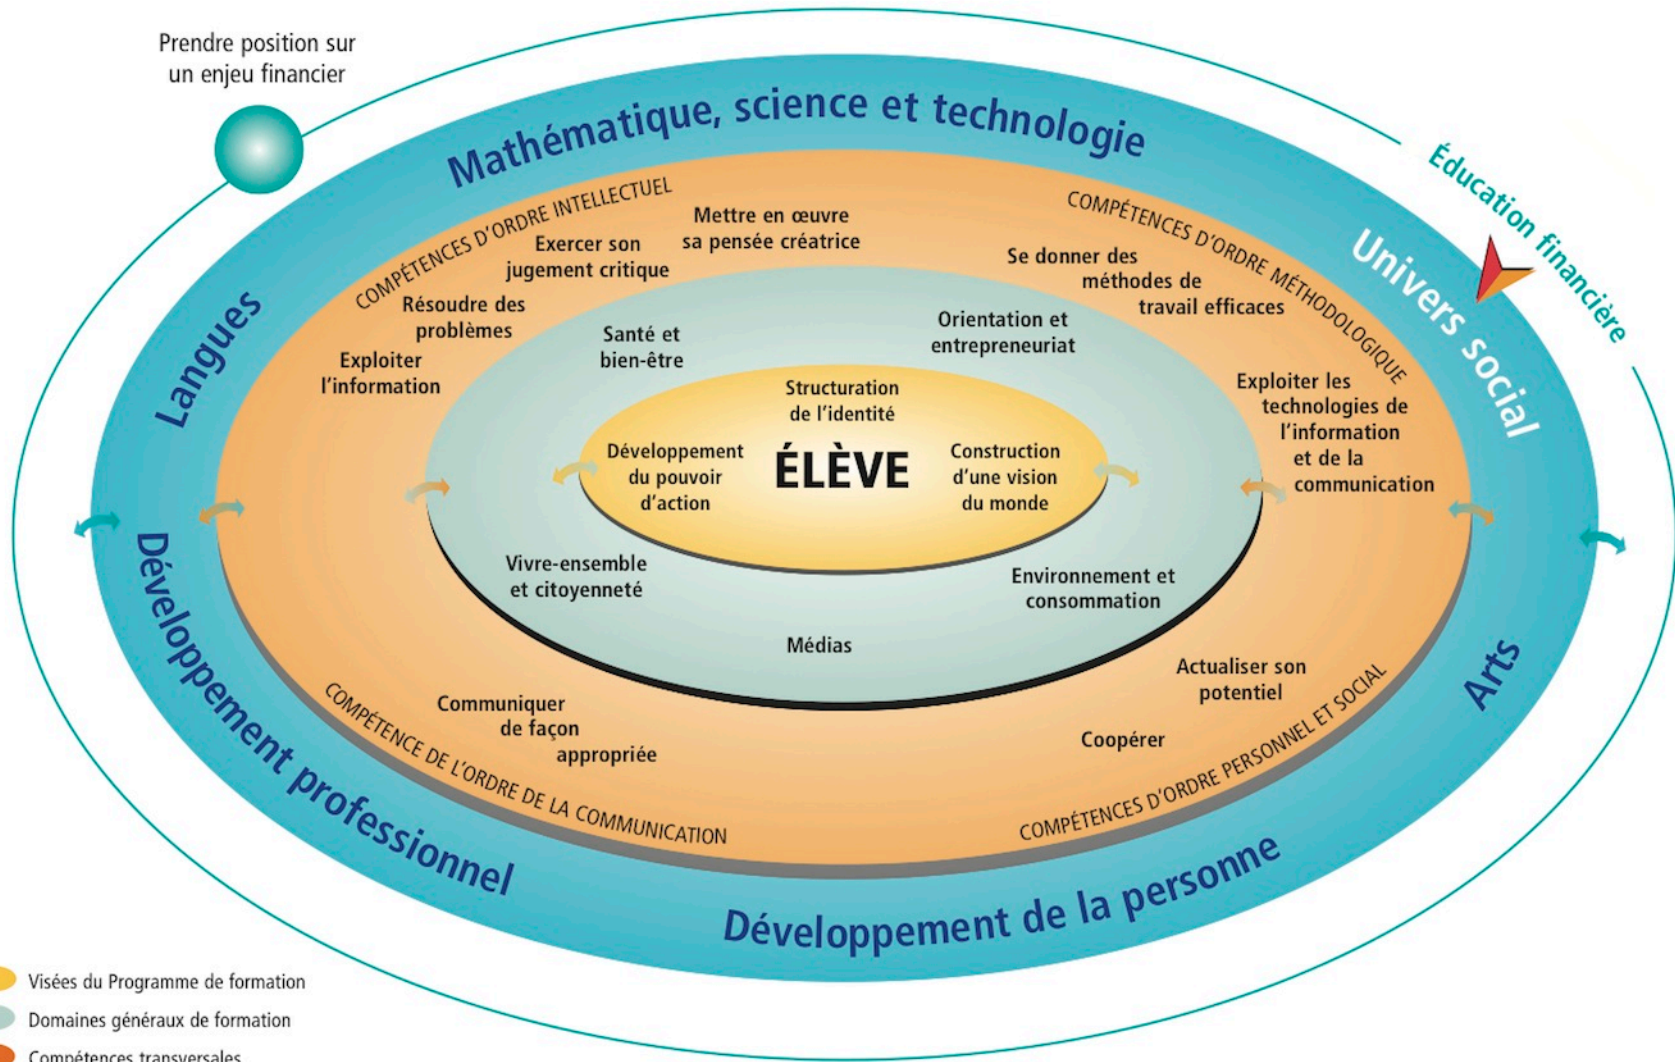 Prendre position sur
un enjeu financier
Mathématique, science et technologie
Éducation financière
Univers social
Langues
Arts
Développement professionnel
Développement de la personne
COMPÉTENCES D'ORDRE INTELLECTUEL
Mettre en œuvre
sa pensée créatrice
Exercer son
jugement critique
Résoudre des
problèmes
Exploiter
l'information
COMPÉTENCES D'ORDRE MÉTHODOLOGIQUE
Se donner des
méthodes de
travail efficaces
Exploiter les
technologies de
l'information
et de la
communication
Santé et
bien-être
Orientation et
entrepreneuriat
Structuration
de l'identité
Développement
du pouvoir
d'action
ÉLÈVE
Construction
d'une vision
du monde
Vivre-ensemble
et citoyenneté
Environnement et
consommation
Médias
Communiquer
de façon
appropriée
COMPÉTENCE DE L'ORDRE DE LA COMMUNICATION
Actualiser son
potentiel
Coopérer
COMPÉTENCES D'ORDRE PERSONNEL ET SOCIAL
Visées du Programme de formation
Domaines généraux de formation
Compétences transversales